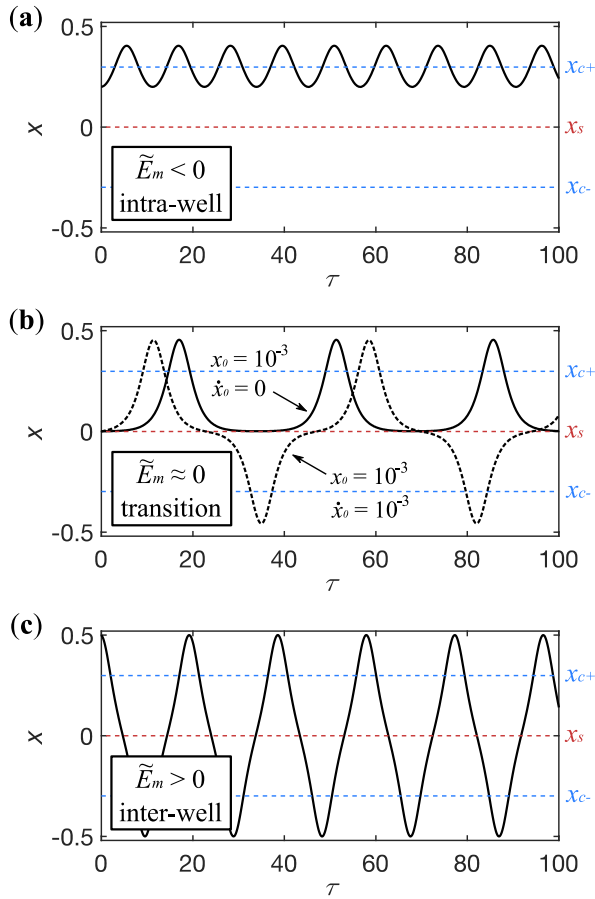 (a)
0.5
x
0
-0.5
x_{c+}
x_s
x_{c-}
Ẽ_m < 0
intra-well
0 20 40 60 80 100
τ
(b)
0.5
x
0
-0.5
x_{c+}
x_s
x_{c-}
x_0 = 10^{-3}
ẋ_0 = 0
x_0 = 10^{-3}
ẋ_0 = 10^{-3}
Ẽ_m ≈ 0
transition
0 20 40 60 80 100
τ
(c)
0.5
x
0
-0.5
x_{c+}
x_s
x_{c-}
Ẽ_m > 0
inter-well
0 20 40 60 80 100
τ